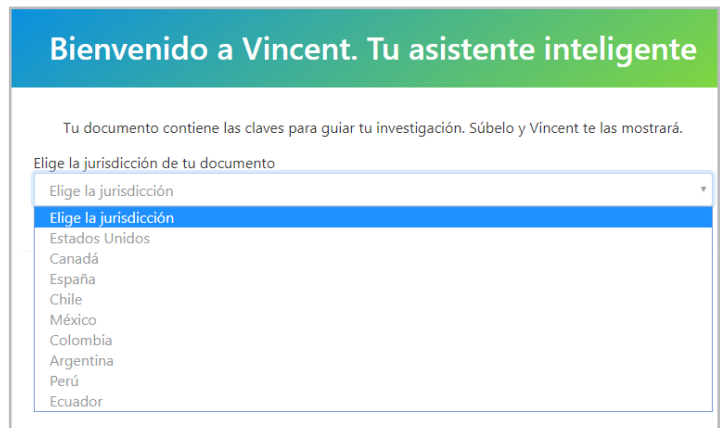 Bienvenido a Vincent. Tu asistente inteligente
Tu documento contiene las claves para guiar tu investigación. Súbelo y Vincent te las mostrará.
Elige la jurisdicción de tu documento
Elige la jurisdicción
Elige la jurisdicción
Estados Unidos
Canadá
España
Chile
México
Colombia
Argentina
Perú
Ecuador